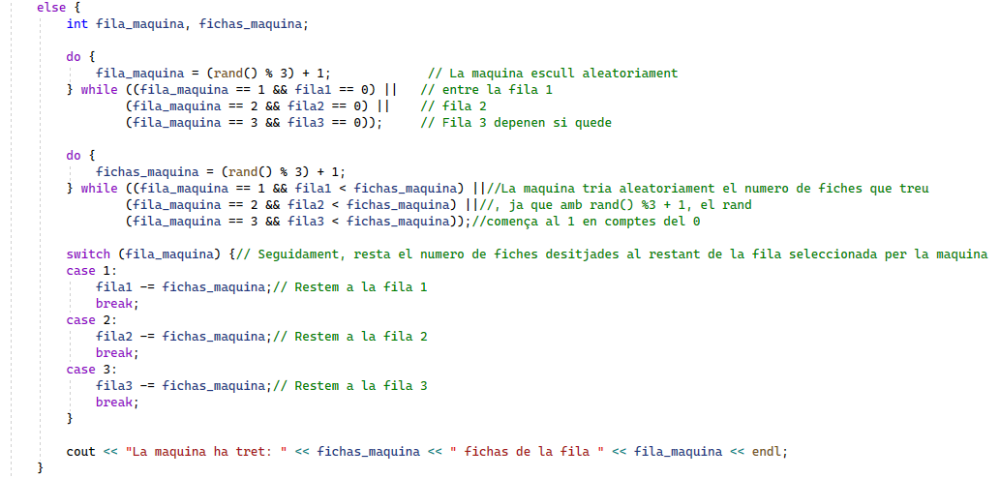 else {
int fila_maquina, fichas_maquina;
do {
fila_maquina = (rand() % 3) + 1; // La maquina escull aleatoriament
} while ((fila_maquina == 1 && fila1 == 0) || // entre la fila 1
(fila_maquina == 2 && fila2 == 0) || // fila 2
(fila_maquina == 3 && fila3 == 0)); // Fila 3 depenen si quede
do {
fichas_maquina = (rand() % 3) + 1;
} while ((fila_maquina == 1 && fila1 < fichas_maquina) ||//La maquina tria aleatoriament el numero de fiches que treu
(fila_maquina == 2 && fila2 < fichas_maquina) ||//, ja que amb rand() %3 + 1, el rand
(fila_maquina == 3 && fila3 < fichas_maquina));//comença al 1 en comptes del 0
switch (fila_maquina) {// Seguidament, resta el numero de fiches desitjades al restant de la fila seleccionada per la maquina
case 1:
fila1 -= fichas_maquina;// Restem a la fila 1
break;
case 2:
fila2 -= fichas_maquina;// Restem a la fila 2
break;
case 3:
fila3 -= fichas_maquina;// Restem a la fila 3
break;
}
cout << "La maquina ha tret: " << fichas_maquina << " fichas de la fila " << fila_maquina << endl;
}